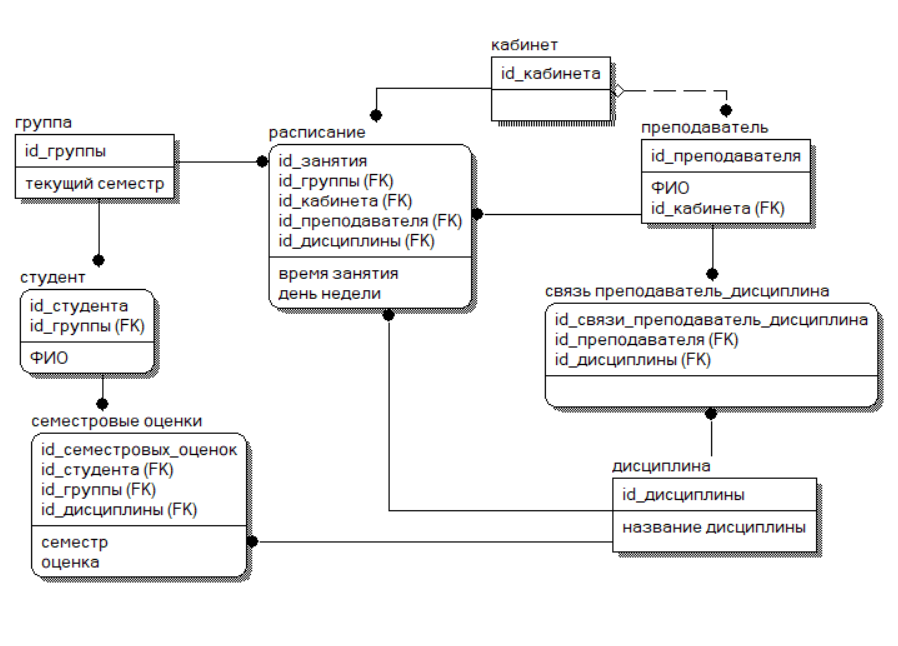 кабинет
id_кабинета
группа
id_группы
текущий семестр
расписание
id_занятия
id_группы (FK)
id_кабинета (FK)
id_преподавателя (FK)
id_дисциплины (FK)
время занятия
день недели
преподаватель
id_преподавателя
ФИО
id_кабинета (FK)
студент
id_студента
id_группы (FK)
ФИО
связь преподаватель_дисциплина
id_связи_преподаватель_дисциплина
id_преподавателя (FK)
id_дисциплины (FK)
семестровые оценки
id_семестровых_оценок
id_студента (FK)
id_группы (FK)
id_дисциплины (FK)
семестр
оценка
дисциплина
id_дисциплины
название дисциплины